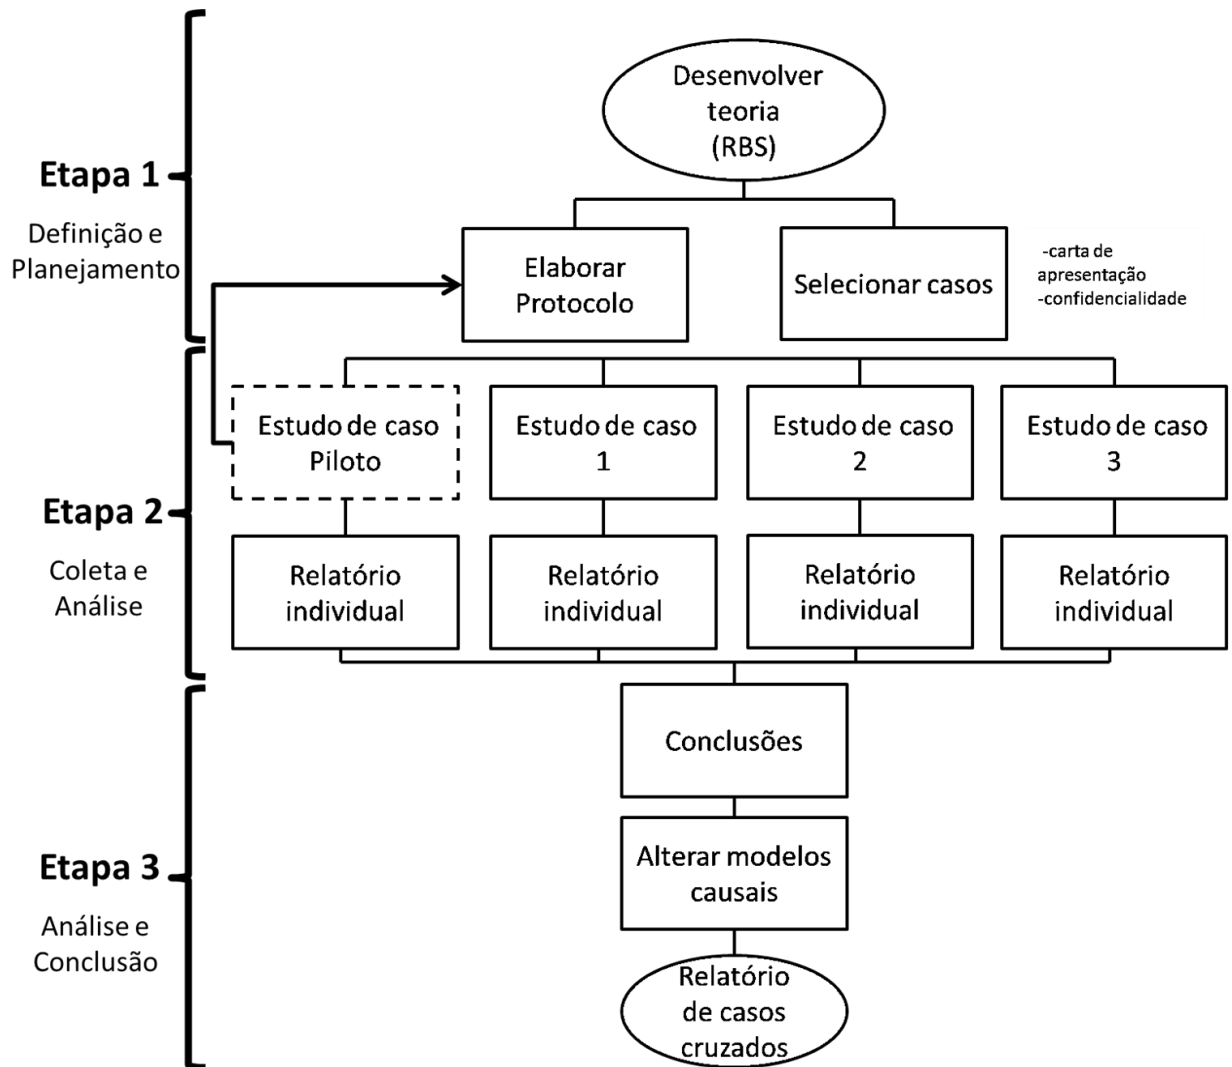 Desenvolver
teoria
(RBS)
Etapa 1
Definição e
Planejamento
Elaborar
Protocolo
Selecionar casos
-carta de
apresentação
-confidencialidade
Estudo de caso
Piloto
Estudo de caso
1
Estudo de caso
2
Estudo de caso
3
Etapa 2
Coleta e
Análise
Relatório
individual
Relatório
individual
Relatório
individual
Relatório
individual
Conclusões
Etapa 3
Análise e
Conclusão
Alterar modelos
causais
Relatório
de casos
cruzados